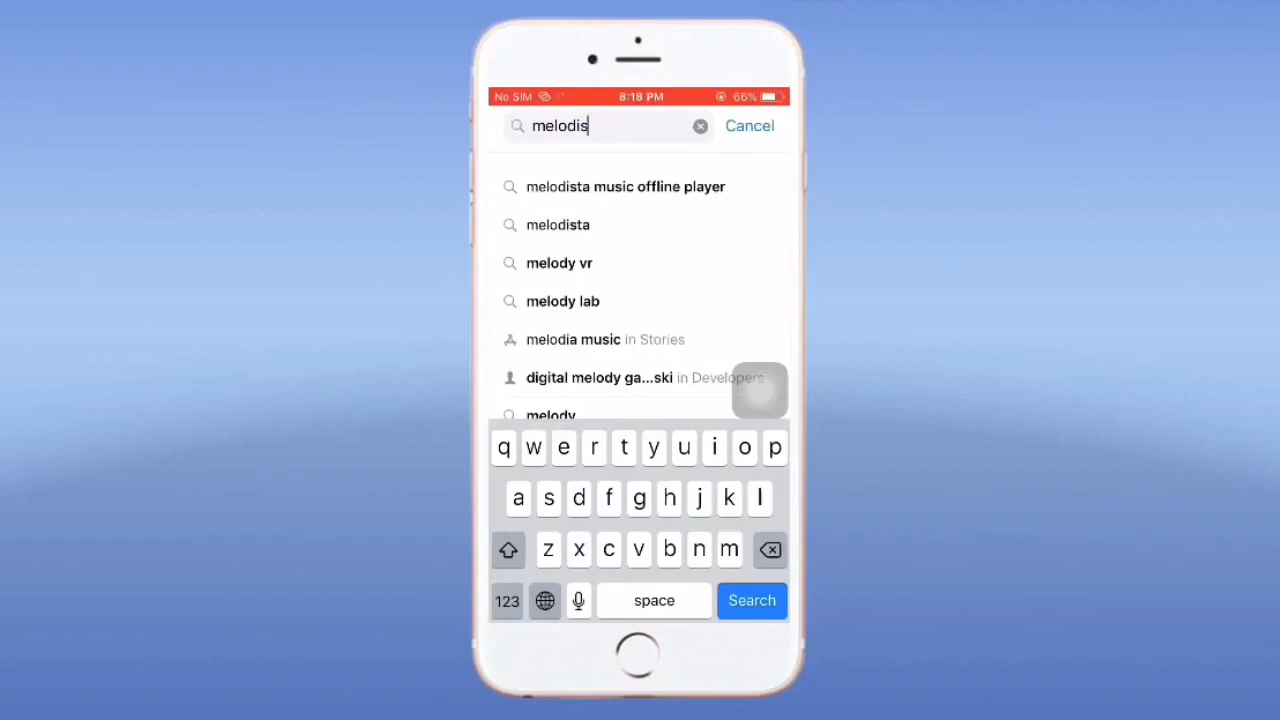 No SIM 8:18 PM 66%
melodis Cancel
melodista music offline player
melodista
melody vr
melody lab
melodia music in Stories
digital melody ga...ski in Developers
melody
q w e r t y u i o p
a s d f g h j k l
z x c v b n m
123 space Search